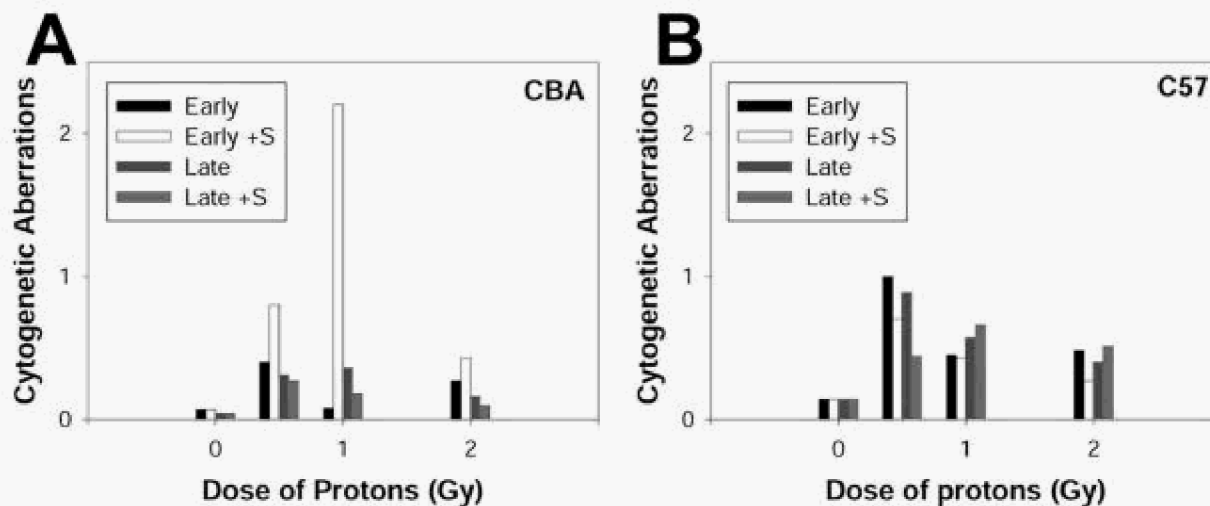 A
Cytogenetic Aberrations
2
1
0
Early
Early +S
Late
Late +S
CBA
0 1 2
Dose of Protons (Gy)
B
Cytogenetic Aberrations
2
1
0
Early
Early +S
Late
Late +S
C57
0 1 2
Dose of protons (Gy)